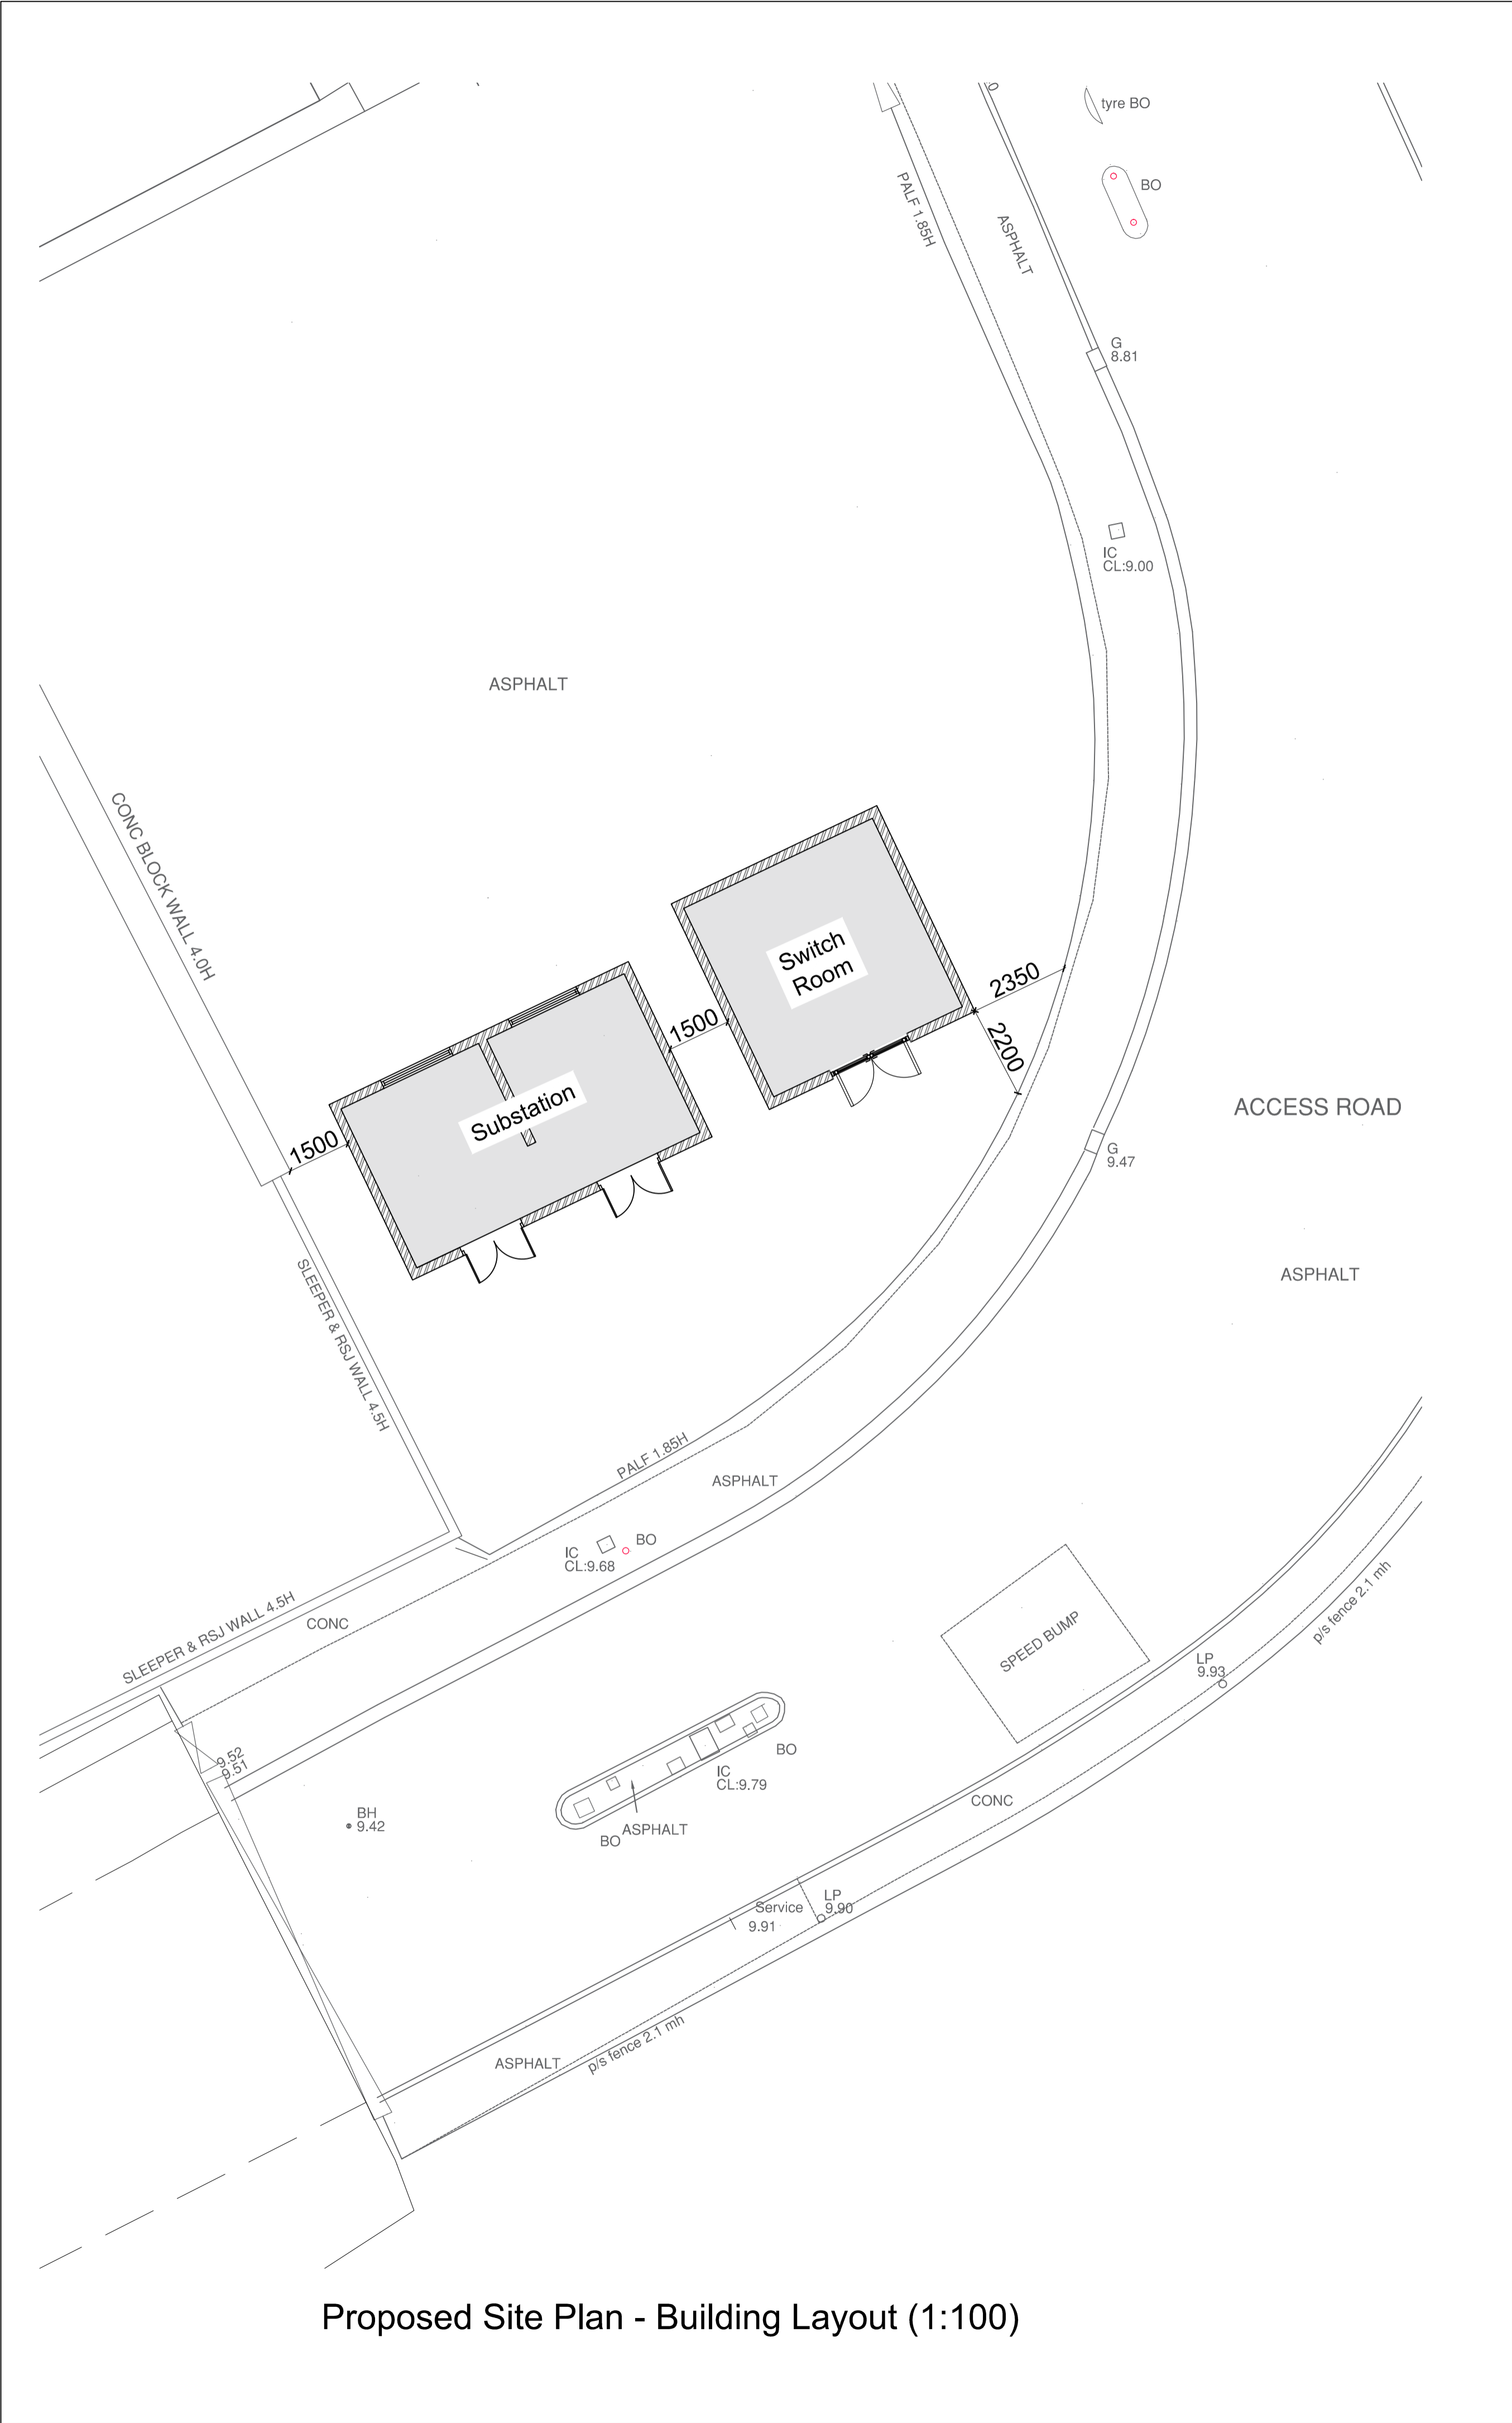 tyre BO
BO
PALF 1.85H
ASPHALT
G
8.81
IC
CL:9.00
ASPHALT
CONC BLOCK WALL 4.0H
Switch
Room
2350
1500
2200
Substation
1500
ACCESS ROAD
G
9.47
SLEEPER & RSJ WALL 4.5H
ASPHALT
PALF 1.85H
ASPHALT
BO
IC
CL:9.68
SLEEPER & RSJ WALL 4.5H
CONC
SPEED BUMP
p/s fence 2.1 mh
LP
9.93
9.52
9.51
BO
IC
CL:9.79
BH
9.42
ASPHALT
BO
CONC
LP
9.90
Service
9.91
p/s fence 2.1 mh
ASPHALT
Proposed Site Plan - Building Layout (1:100)